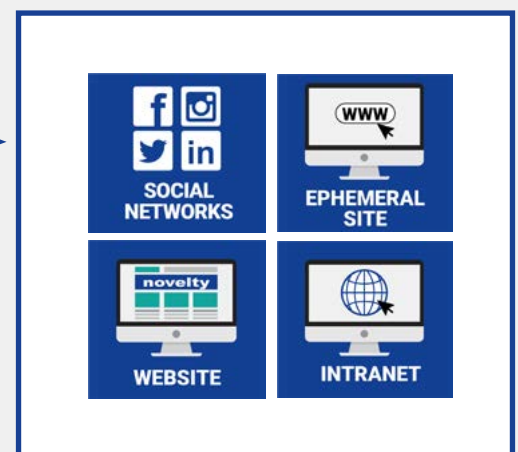 f
in
SOCIAL
NETWORKS
WWW
EPHEMERAL
SITE
novelty
WEBSITE
INTRANET